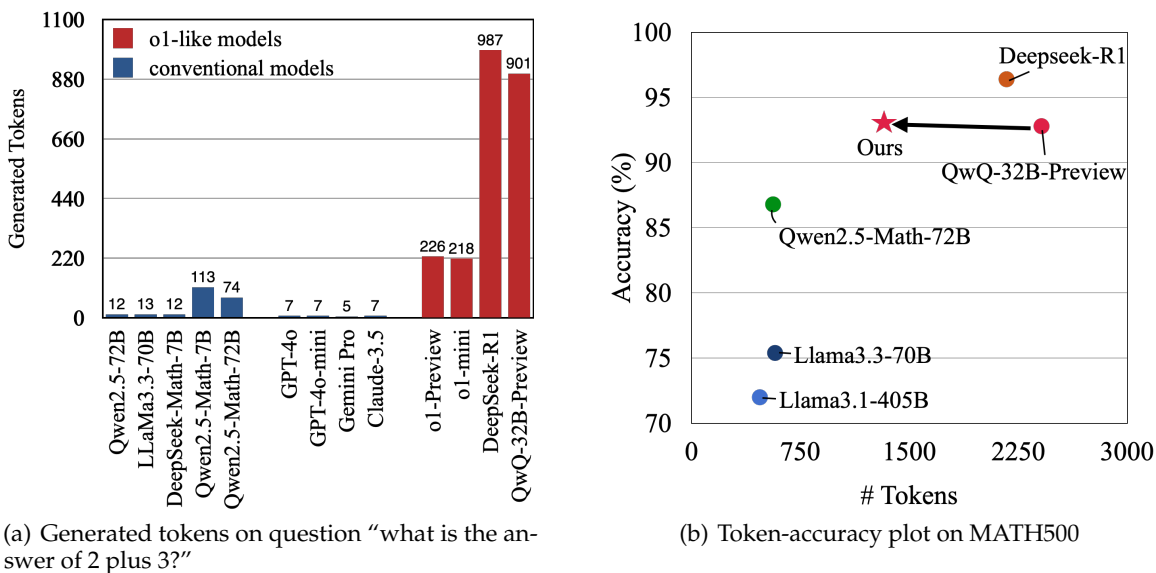 Generated Tokens
1100
880
660
440
220
0
o1-like models
conventional models
12
13
12
113
74
7
7
5
7
226
218
987
901
Qwen2.5-72B
LLaMa3.3-70B
DeepSeek-Math-7B
Qwen2.5-Math-7B
Qwen2.5-Math-72B
GPT-4o
GPT-4o-mini
Gemini Pro
Claude-3.5
o1-Preview
o1-mini
DeepSeek-R1
QwQ-32B-Preview
(a) Generated tokens on question “what is the an-
swer of 2 plus 3?”
Accuracy (%)
100
95
90
85
80
75
70
Deepseek-R1
Ours
QwQ-32B-Preview
Qwen2.5-Math-72B
Llama3.3-70B
Llama3.1-405B
0
750
1500
2250
3000
# Tokens
(b) Token-accuracy plot on MATH500